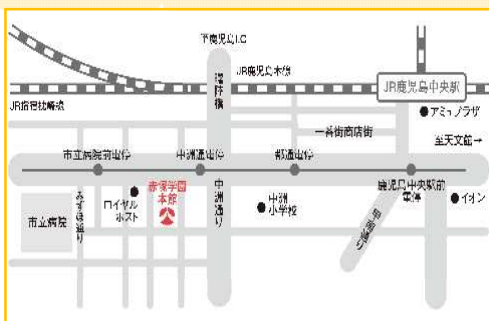 至鹿児島I.C
JR鹿児島本線
JR鹿児島中央駅
JR指宿枕崎線
武陸橋
アミュプラザ
一番街商店街
至天文館→
市立病院前電停
中洲通電停
都通電停
鹿児島中央駅前
電停
イオン
市立病院
みずほ通り
ロイヤル
ホスト
赤塚学園
本館
中洲通り
中洲
小学校
甲南通り